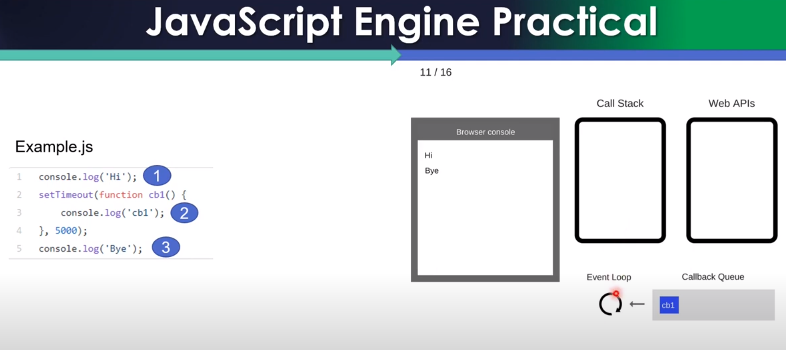 JavaScript Engine Practical
11 / 16
Example.js
1 console.log('Hi'); 1
2 setTimeout(function cb1() {
3 console.log('cb1'); 2
4 }, 5000);
5 console.log('Bye'); 3
Browser console
Hi
Bye
Call Stack
Web APIs
Event Loop
Callback Queue
cb1